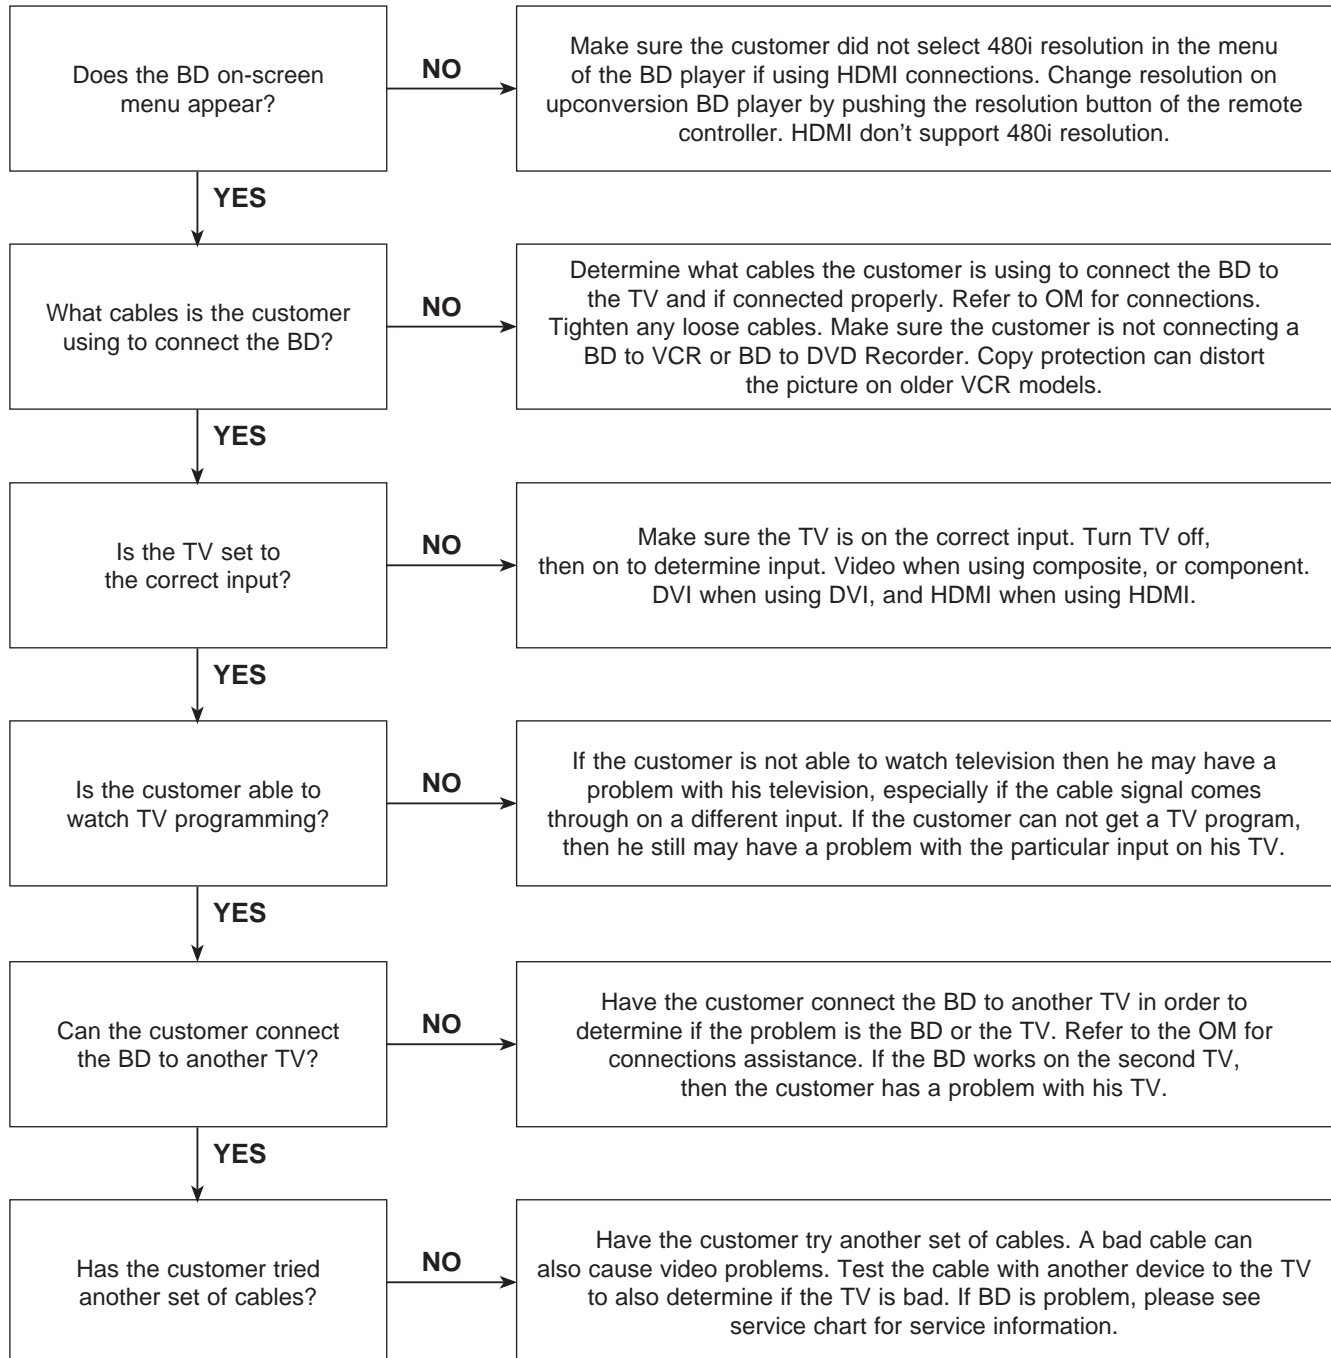 Does the BD on-screen
menu appear?
NO
Make sure the customer did not select 480i resolution in the menu
of the BD player if using HDMI connections. Change resolution on
upconversion BD player by pushing the resolution button of the remote
controller. HDMI don't support 480i resolution.
YES
What cables is the customer
using to connect the BD?
NO
Determine what cables the customer is using to connect the BD to
the TV and if connected properly. Refer to OM for connections.
Tighten any loose cables. Make sure the customer is not connecting a
BD to VCR or BD to DVD Recorder. Copy protection can distort
the picture on older VCR models.
YES
Is the TV set to
the correct input?
NO
Make sure the TV is on the correct input. Turn TV off,
then on to determine input. Video when using composite, or component.
DVI when using DVI, and HDMI when using HDMI.
YES
Is the customer able to
watch TV programming?
NO
If the customer is not able to watch television then he may have a
problem with his television, especially if the cable signal comes
through on a different input. If the customer can not get a TV program,
then he still may have a problem with the particular input on his TV.
YES
Can the customer connect
the BD to another TV?
NO
Have the customer connect the BD to another TV in order to
determine if the problem is the BD or the TV. Refer to the OM for
connections assistance. If the BD works on the second TV,
then the customer has a problem with his TV.
YES
Has the customer tried
another set of cables?
NO
Have the customer try another set of cables. A bad cable can
also cause video problems. Test the cable with another device to the TV
to also determine if the TV is bad. If BD is problem, please see
service chart for service information.